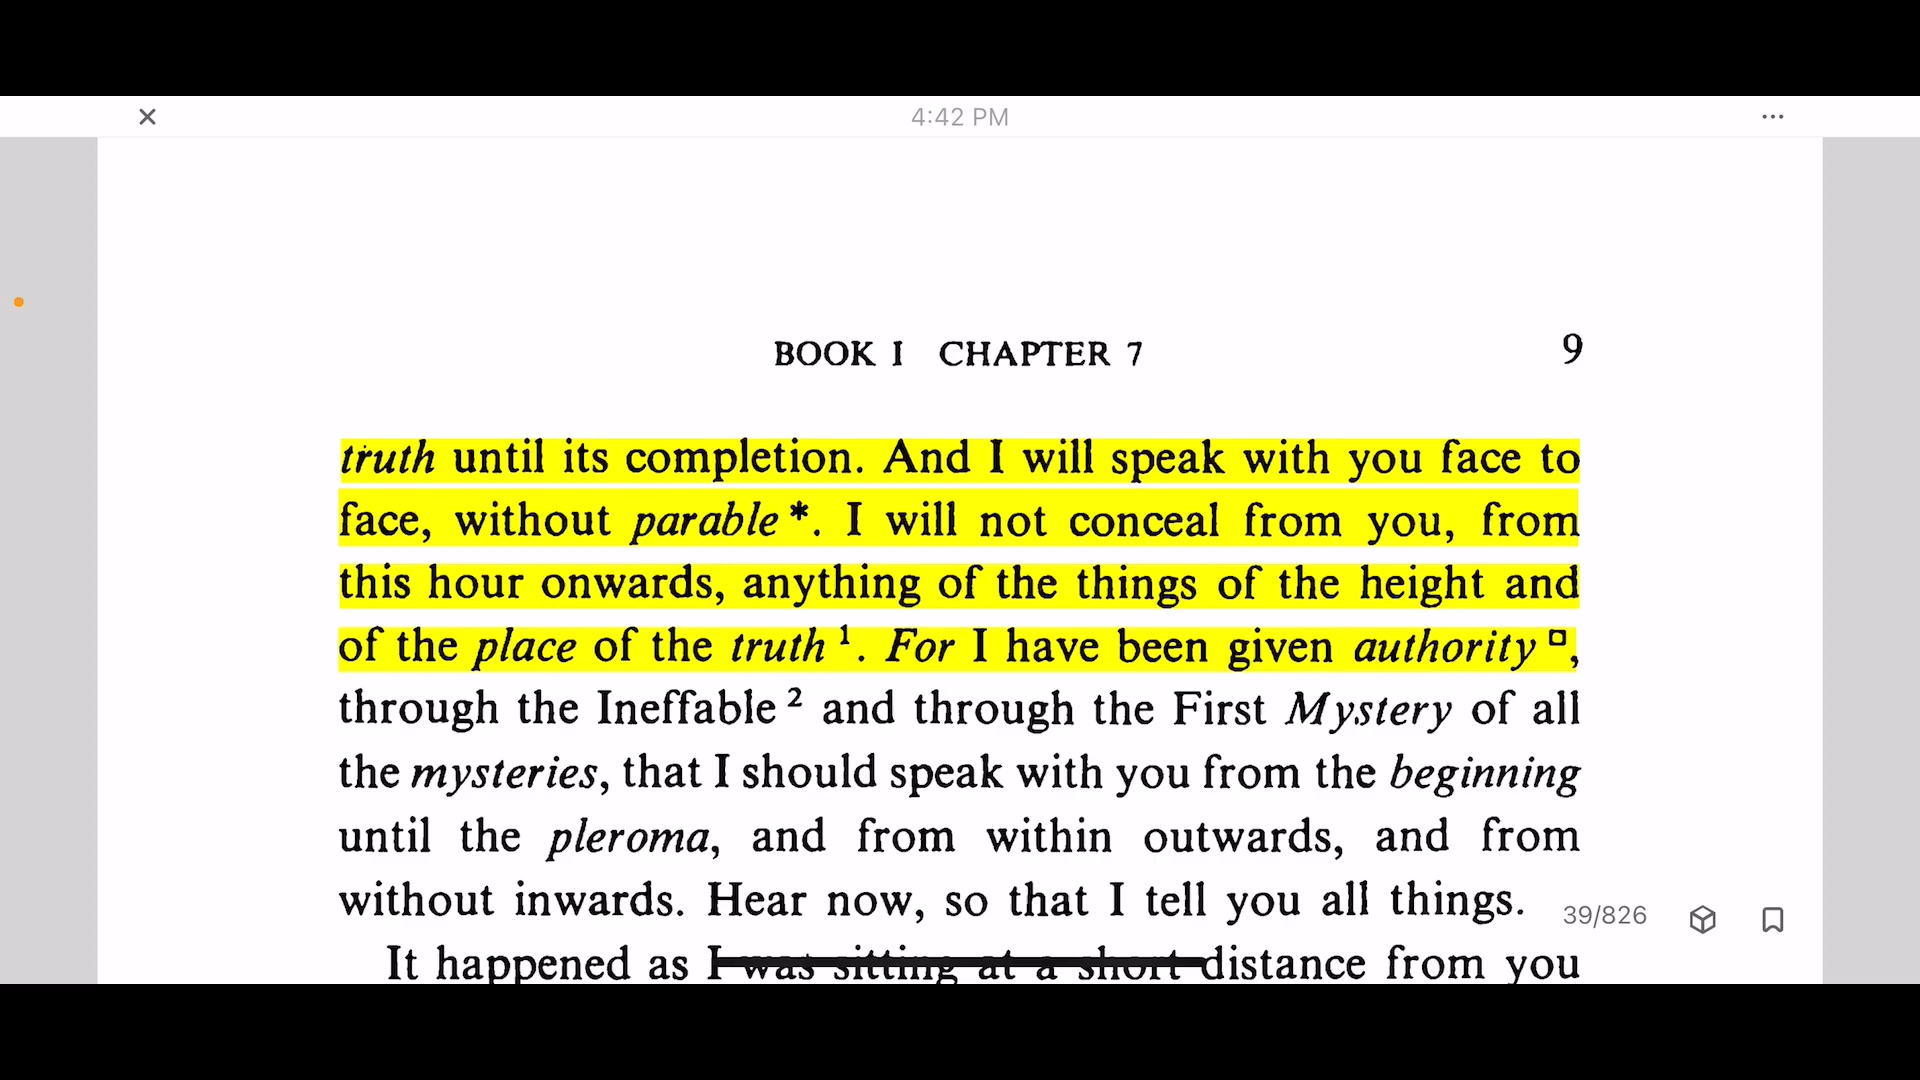 4:42 PM
BOOK I CHAPTER 7
9
truth until its completion. And I will speak with you face to
face, without parable *. I will not conceal from you, from
this hour onwards, anything of the things of the height and
of the place of the truth ¹. For I have been given authority □,
through the Ineffable ² and through the First Mystery of all
the mysteries, that I should speak with you from the beginning
until the pleroma, and from within outwards, and from
without inwards. Hear now, so that I tell you all things.
39/826
It happened as I was sitting at a short distance from you